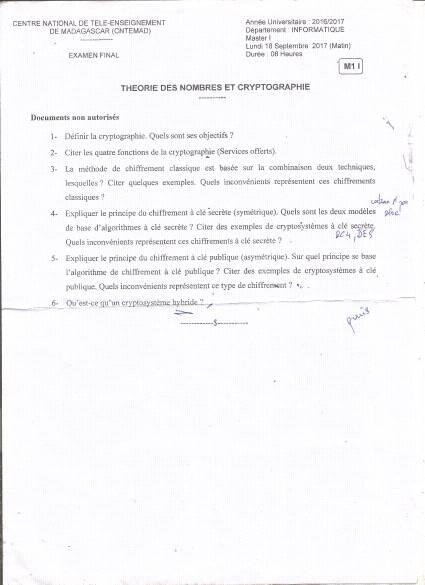 CENTRE NATIONAL DE TELE-ENSEIGNEMENT
DE MADAGASCAR (CNTEMAD)
EXAMEN FINAL
Année Universitaire : 2016/2017
Département : INFORMATIQUE
Master I
Lundi 18 Septembre 2017 (Matin)
Durée : 06 Heures
M1 I
THEORIE DES NOMBRES ET CRYPTOGRAPHIE
Documents non autorisés
1- Définir la cryptographie. Quels sont ses objectifs ?
2- Citer les quatre fonctions de la cryptographie (Services offerts).
3- La méthode de chiffrement classique est basée sur la combinaison deux techniques,
lesquelles ? Citer quelques exemples. Quels inconvénients représentent ces chiffrements
classiques ?
4- Expliquer le principe du chiffrement à clé secrète (symétrique). Quels sont les deux modèles
de base d'algorithmes à clé secrète ? Citer des exemples de cryptosystèmes à clé secrète.
RC4, DES
Quels inconvénients représentent ces chiffrements à clé secrète ?
5- Expliquer le principe du chiffrement à clé publique (asymétrique). Sur quel principe se base
l'algorithme de chiffrement à clé publique ? Citer des exemples de cryptosystèmes à clé
publique. Quels inconvénients représentent ce type de chiffrement ?
6- Qu'est-ce qu'un cryptosystème hybride ?
-----------$-----------